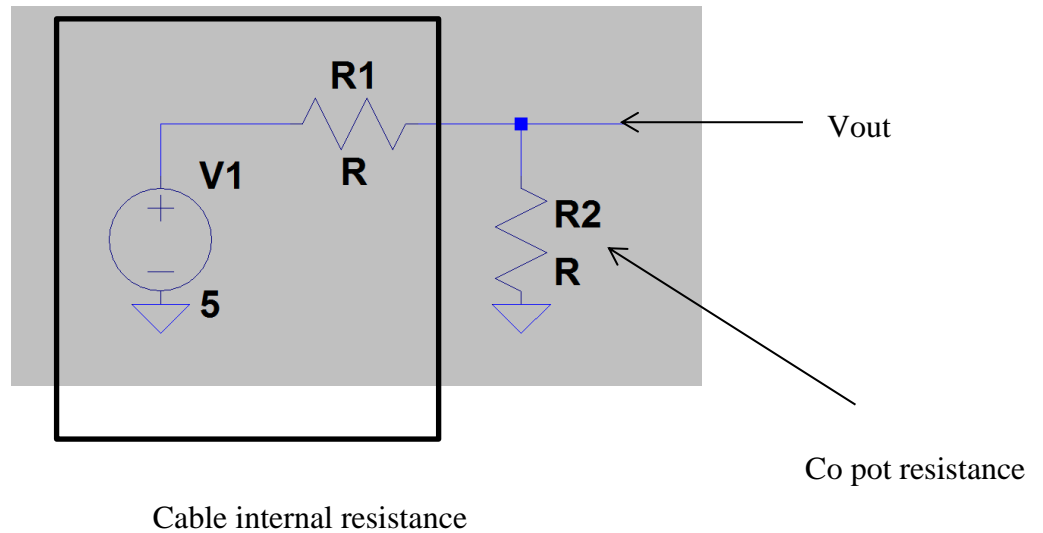 R1
Vout
V1
R
R2
R
5
Co pot resistance
Cable internal resistance